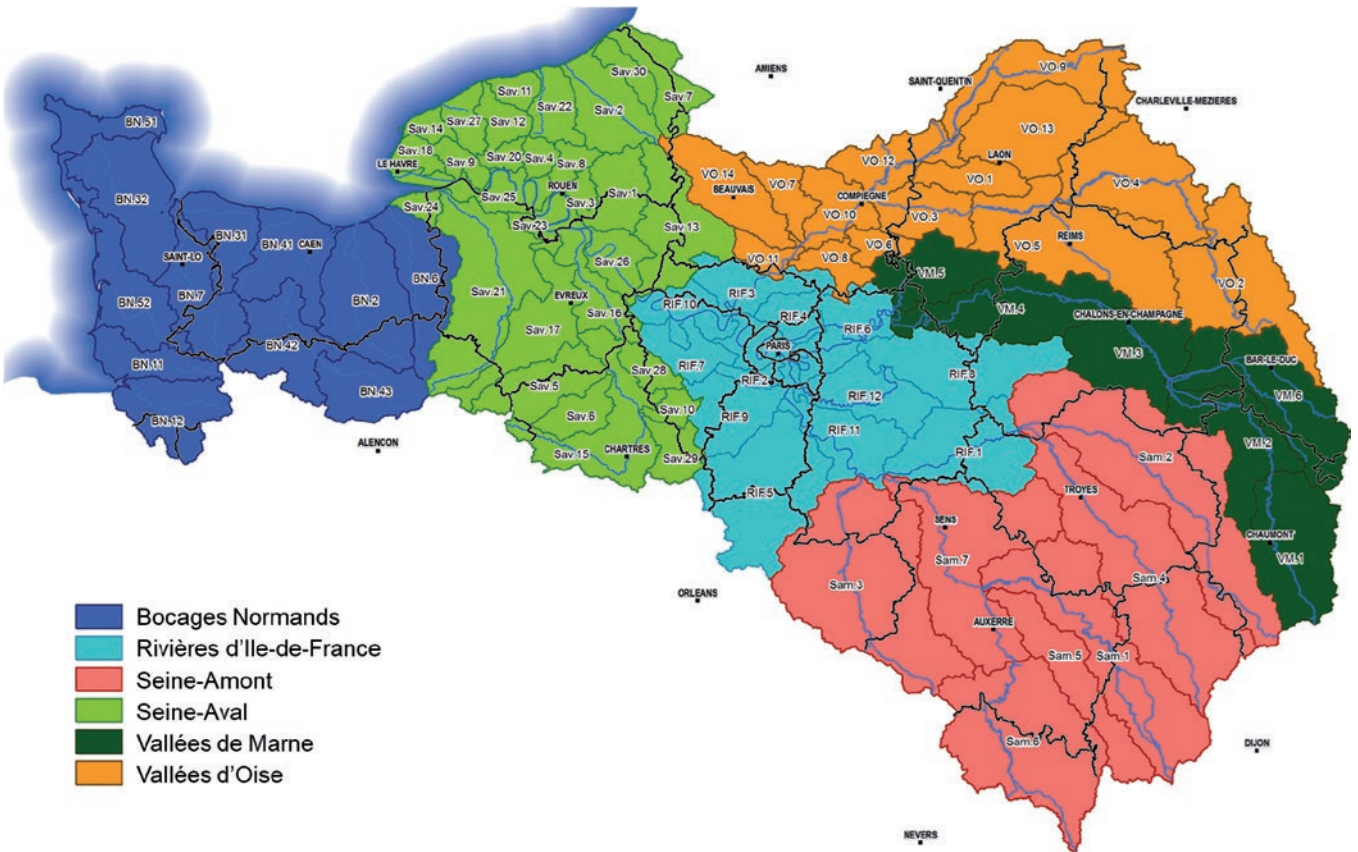 AMIENS
SAINT-QUENTIN
CHARLEVILLE-MEZIERES
VO.9
Sav.30
Sav.7
Sav.11
Sav.22
Sav.2
BN.51
Sav.14
Sav.27
Sav.12
VO.13
Sav.18
LE HAVRE
Sav.9
Sav.20
Sav.4
Sav.8
VO.12
LAON
VO.14
BEAUVAIS
VO.7
VO.1
VO.4
BN.32
Sav.24
Sav.25
ROUEN
Sav.3
Sav.1
COMPIEGNE
VO.10
VO.3
BN.31
BN.41
CAEN
Sav.23
Sav.13
VO.6
VO.5
REIMS
SAINT-LO
BN.6
Sav.26
VO.11
VO.8
VM.5
BN.52
BN.7
BN.2
Sav.21
EVREUX
Sav.16
RIF.10
RIF.3
RIF.4
RIF.6
VM.4
CHALONS-EN-CHAMPAGNE
VO.2
BN.42
Sav.17
PARIS
VM.3
BAR-LE-DUC
BN.11
BN.43
Sav.5
Sav.28
RIF.7
RIF.2
RIF.8
VM.6
BN.12
Sav.6
Sav.10
RIF.9
RIF.12
ALENCON
Sav.15
CHARTRES
Sav.29
RIF.11
RIF.1
VM.2
Sam.2
RIF.5
TROYES
SENS
CHAUMONT
Sam.7
VM.1
ORLEANS
Sam.3
Sam.4
AUXERRE
Sam.5
Sam.1
Sam.6
DIJON
NEVERS
Bocages Normands
Rivières d'Ile-de-France
Seine-Amont
Seine-Aval
Vallées de Marne
Vallées d'Oise